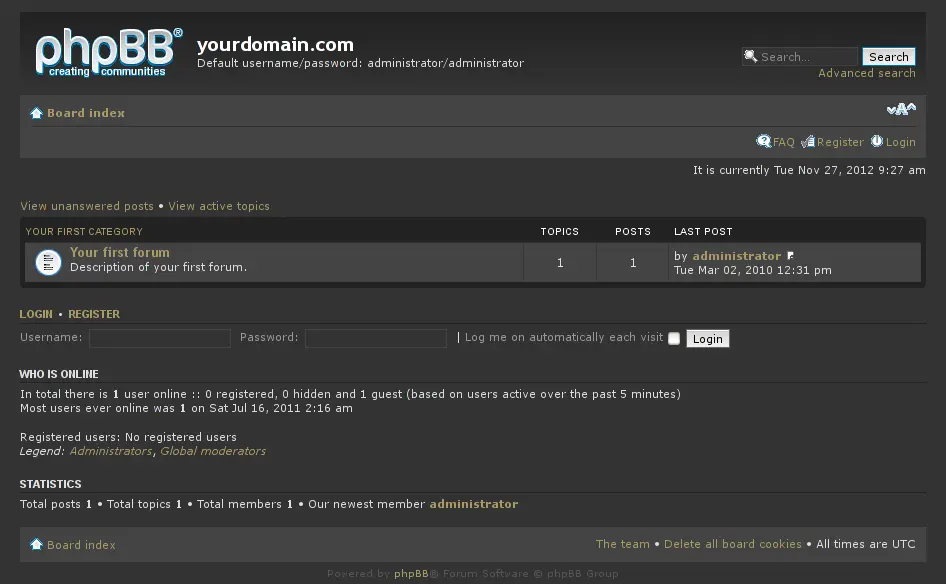 phpBB®
creating communities
yourdomain.com
Default username/password: administrator/administrator
Search... Search
Advanced search
Board index
FAQ Register Login
It is currently Tue Nov 27, 2012 9:27 am
View unanswered posts • View active topics
YOUR FIRST CATEGORY TOPICS POSTS LAST POST
Your first forum
Description of your first forum.
1 1
by administrator
Tue Mar 02, 2010 12:31 pm
LOGIN • REGISTER
Username: Password: | Log me on automatically each visit Login
WHO IS ONLINE
In total there is 1 user online :: 0 registered, 0 hidden and 1 guest (based on users active over the past 5 minutes)
Most users ever online was 1 on Sat Jul 16, 2011 2:16 am
Registered users: No registered users
Legend: Administrators, Global moderators
STATISTICS
Total posts 1 • Total topics 1 • Total members 1 • Our newest member administrator
Board index The team • Delete all board cookies • All times are UTC
Powered by phpBB® Forum Software © phpBB Group